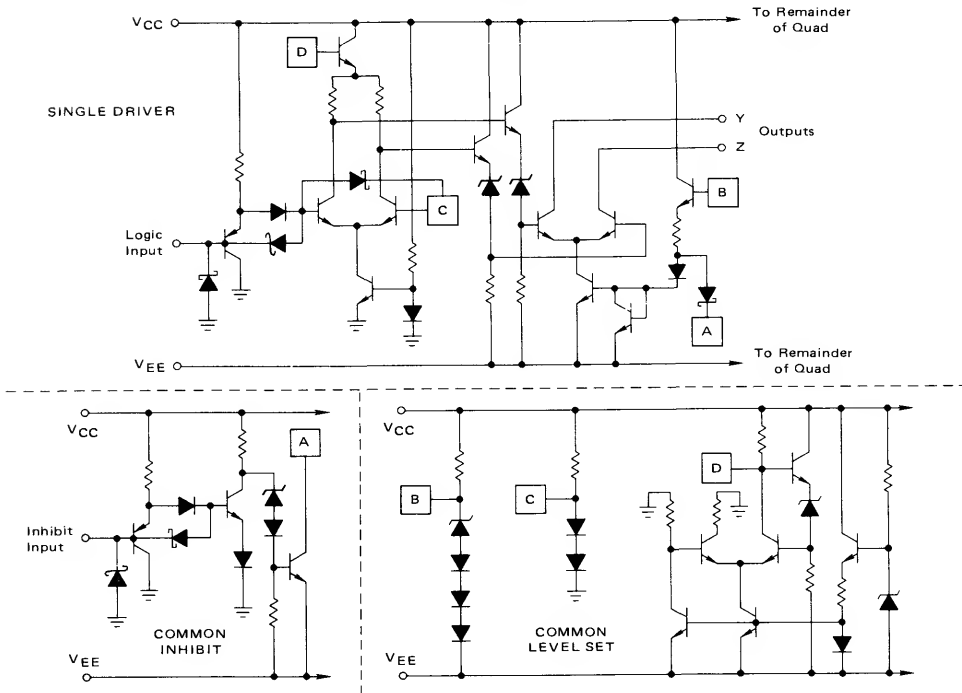 VCC
To Remainder
of Quad
D
SINGLE DRIVER
Y
Outputs
Z
B
C
Logic
Input
A
VEE
To Remainder
of Quad
VCC
A
Inhibit
Input
COMMON
INHIBIT
VEE
VCC
D
B
C
COMMON
LEVEL SET
VEE